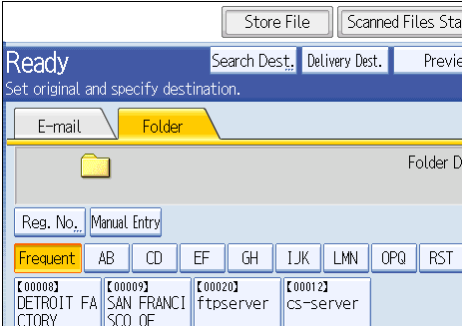 Store File Scanned Files Sta
Ready Search Dest. Delivery Dest. Previe
Set original and specify destination.
E-mail Folder
Folder D
Reg. No. Manual Entry
Frequent AB CD EF GH IJK LMN OPQ RST
【00008】 【00009】 【00020】 【00012】
DETROIT FA SAN FRANCI ftpserver cs-server
CTORY SCO OF